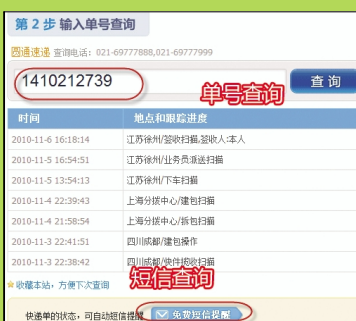 第 2 步 输入单号查询
圆通速递 查询电话：021-69777888,021-69777999
1410212739
查 询
单号查询
时间 地点和跟踪进度
2010-11-6 16:18:14 江苏徐州/签收扫描,签收人:本人
2010-11-5 16:54:51 江苏徐州/业务员派送扫描
2010-11-5 13:54:13 江苏徐州/下车扫描
2010-11-4 22:39:43 上海分拨中心/建包扫描
2010-11-4 21:58:54 上海分拨中心/拆包扫描
2010-11-3 22:41:51 四川成都/建包操作
2010-11-3 22:38:42 四川成都/快件揽收扫描
短信查询
收藏本站，方便下次查询
快递单的状态，可自动短信提醒 免费短信提醒